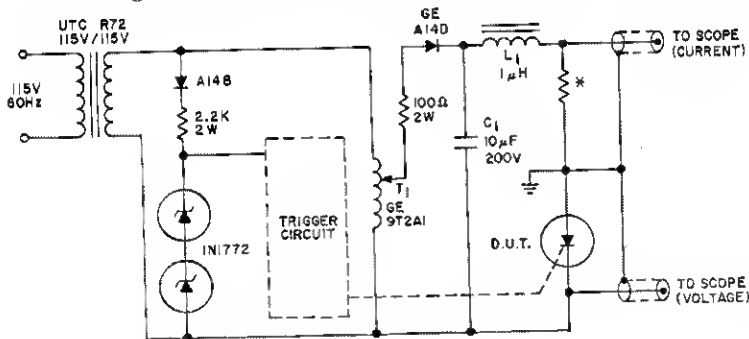 UTC R72
115V/115V
115V
60Hz
A14B
2.2K
2W
IN1772
TRIGGER
CIRCUIT
T1
GE
9T2A1
100Ω
2W
GE
A14D
L1
1μH
C1
10μF
200V
*
D.U.T.
TO SCOPE
(CURRENT)
TO SCOPE
(VOLTAGE)